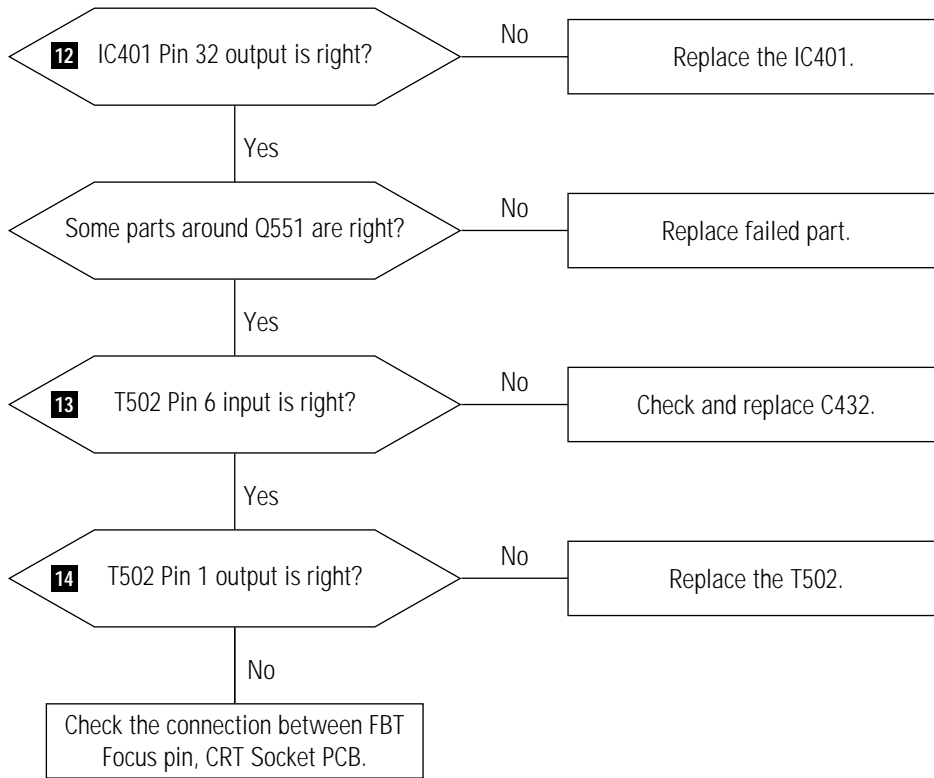 12 IC401 Pin 32 output is right?
No
Replace the IC401.
Yes
Some parts around Q551 are right?
No
Replace failed part.
Yes
13 T502 Pin 6 input is right?
No
Check and replace C432.
Yes
14 T502 Pin 1 output is right?
No
Replace the T502.
No
Check the connection between FBT
Focus pin, CRT Socket PCB.